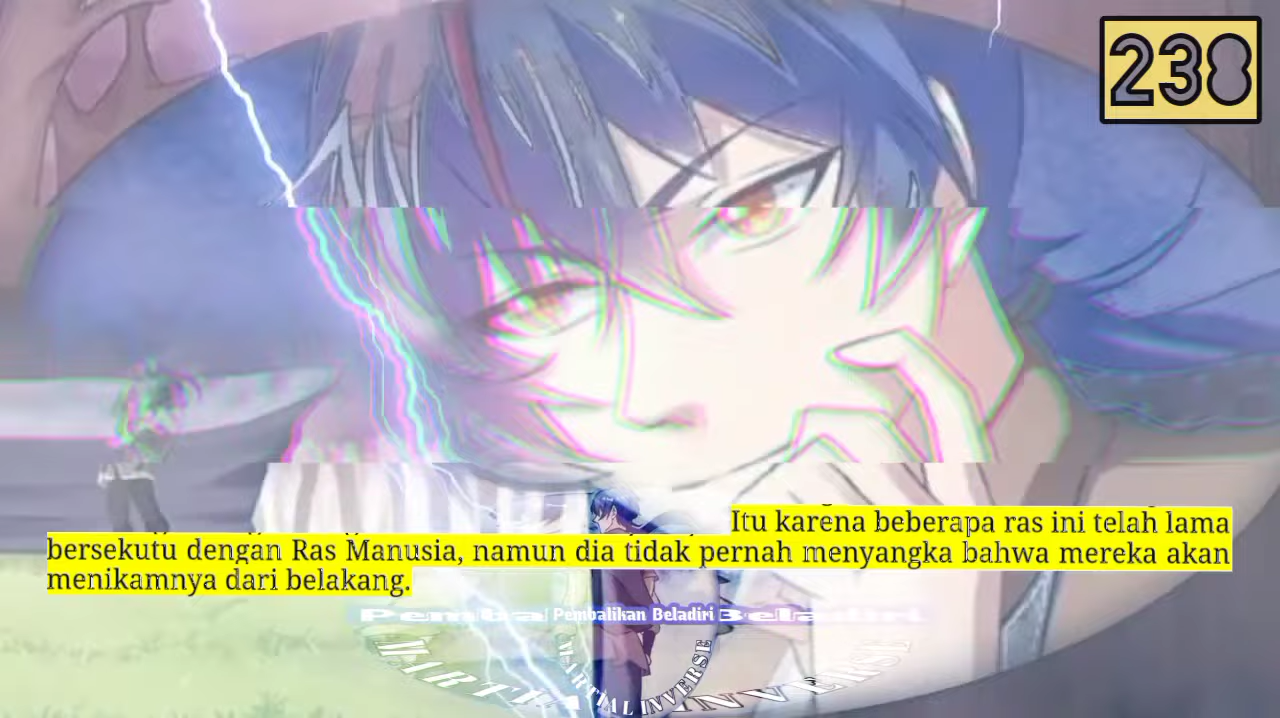 238
Itu karena beberapa ras ini telah lama
bersekutu dengan Ras Manusia, namun dia tidak pernah menyangka bahwa mereka akan
menikamnya dari belakang.
Pembalikan Beladiri
MARTIAL INVERSE